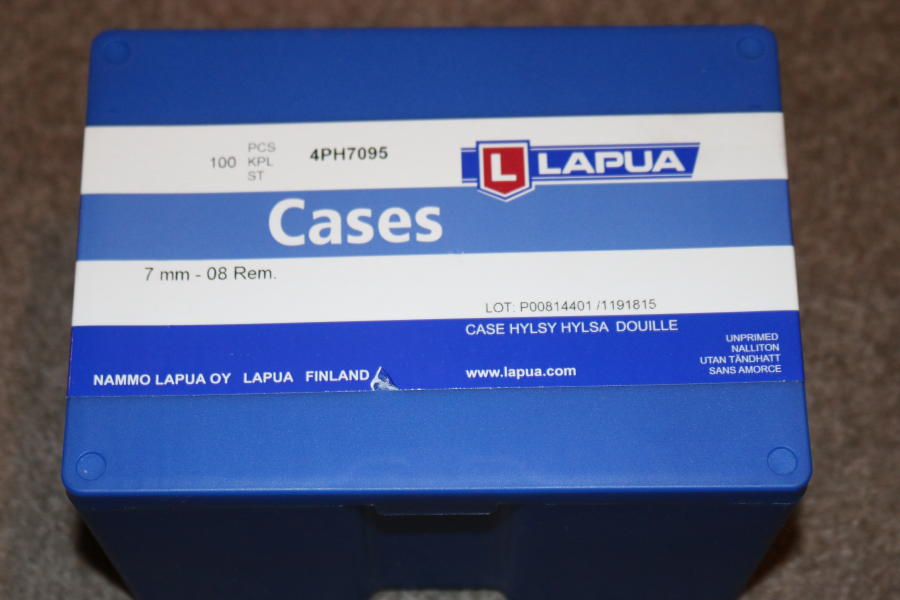 100 PCS KPL ST
4PH7095
L LAPUA
Cases
7 mm - 08 Rem.
LOT: P00814401 /1191815
CASE HYLSY HYLSA DOUILLE
UNPRIMED
NALLITON
UTAN TÄNDHATT
SANS AMORCE
NAMMO LAPUA OY LAPUA FINLAND
www.lapua.com